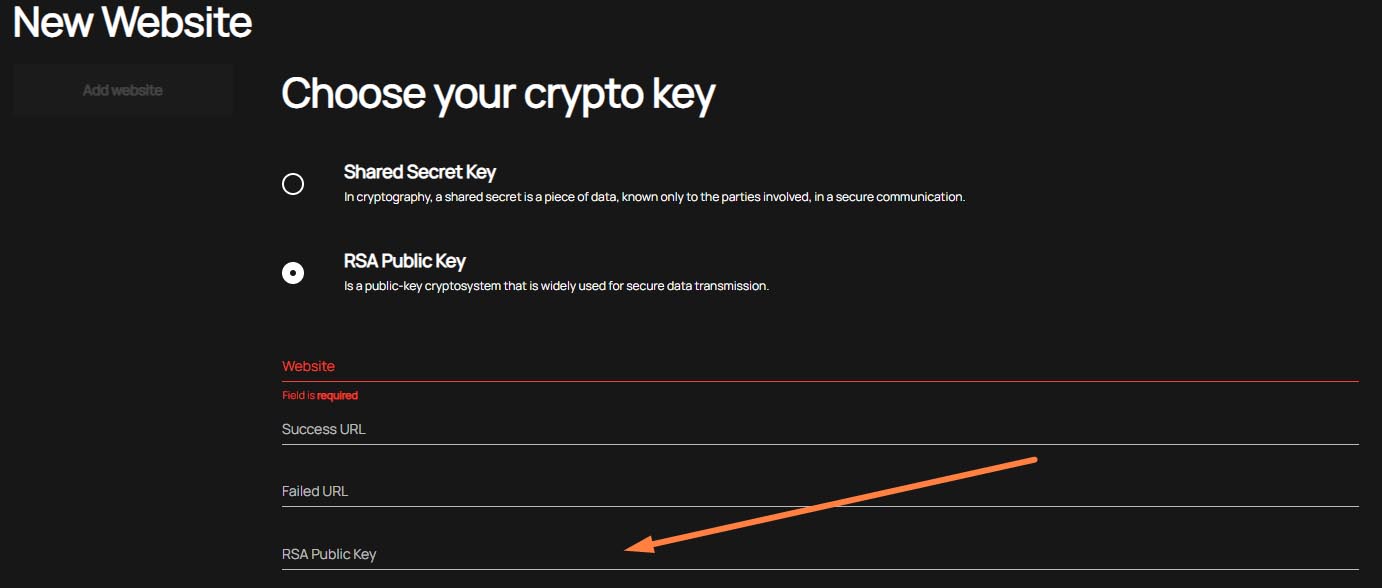 New Website
Add website
Choose your crypto key
Shared Secret Key
In cryptography, a shared secret is a piece of data, known only to the parties involved, in a secure communication.
RSA Public Key
Is a public-key cryptosystem that is widely used for secure data transmission.
Website
Field is required
Success URL
Failed URL
RSA Public Key